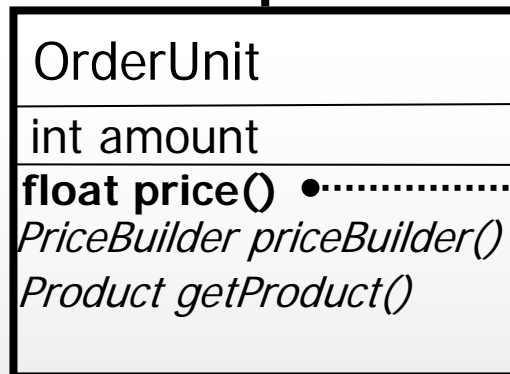 OrderUnit
int amount
float price()
PriceBuilder priceBuilder()
Product getProduct()